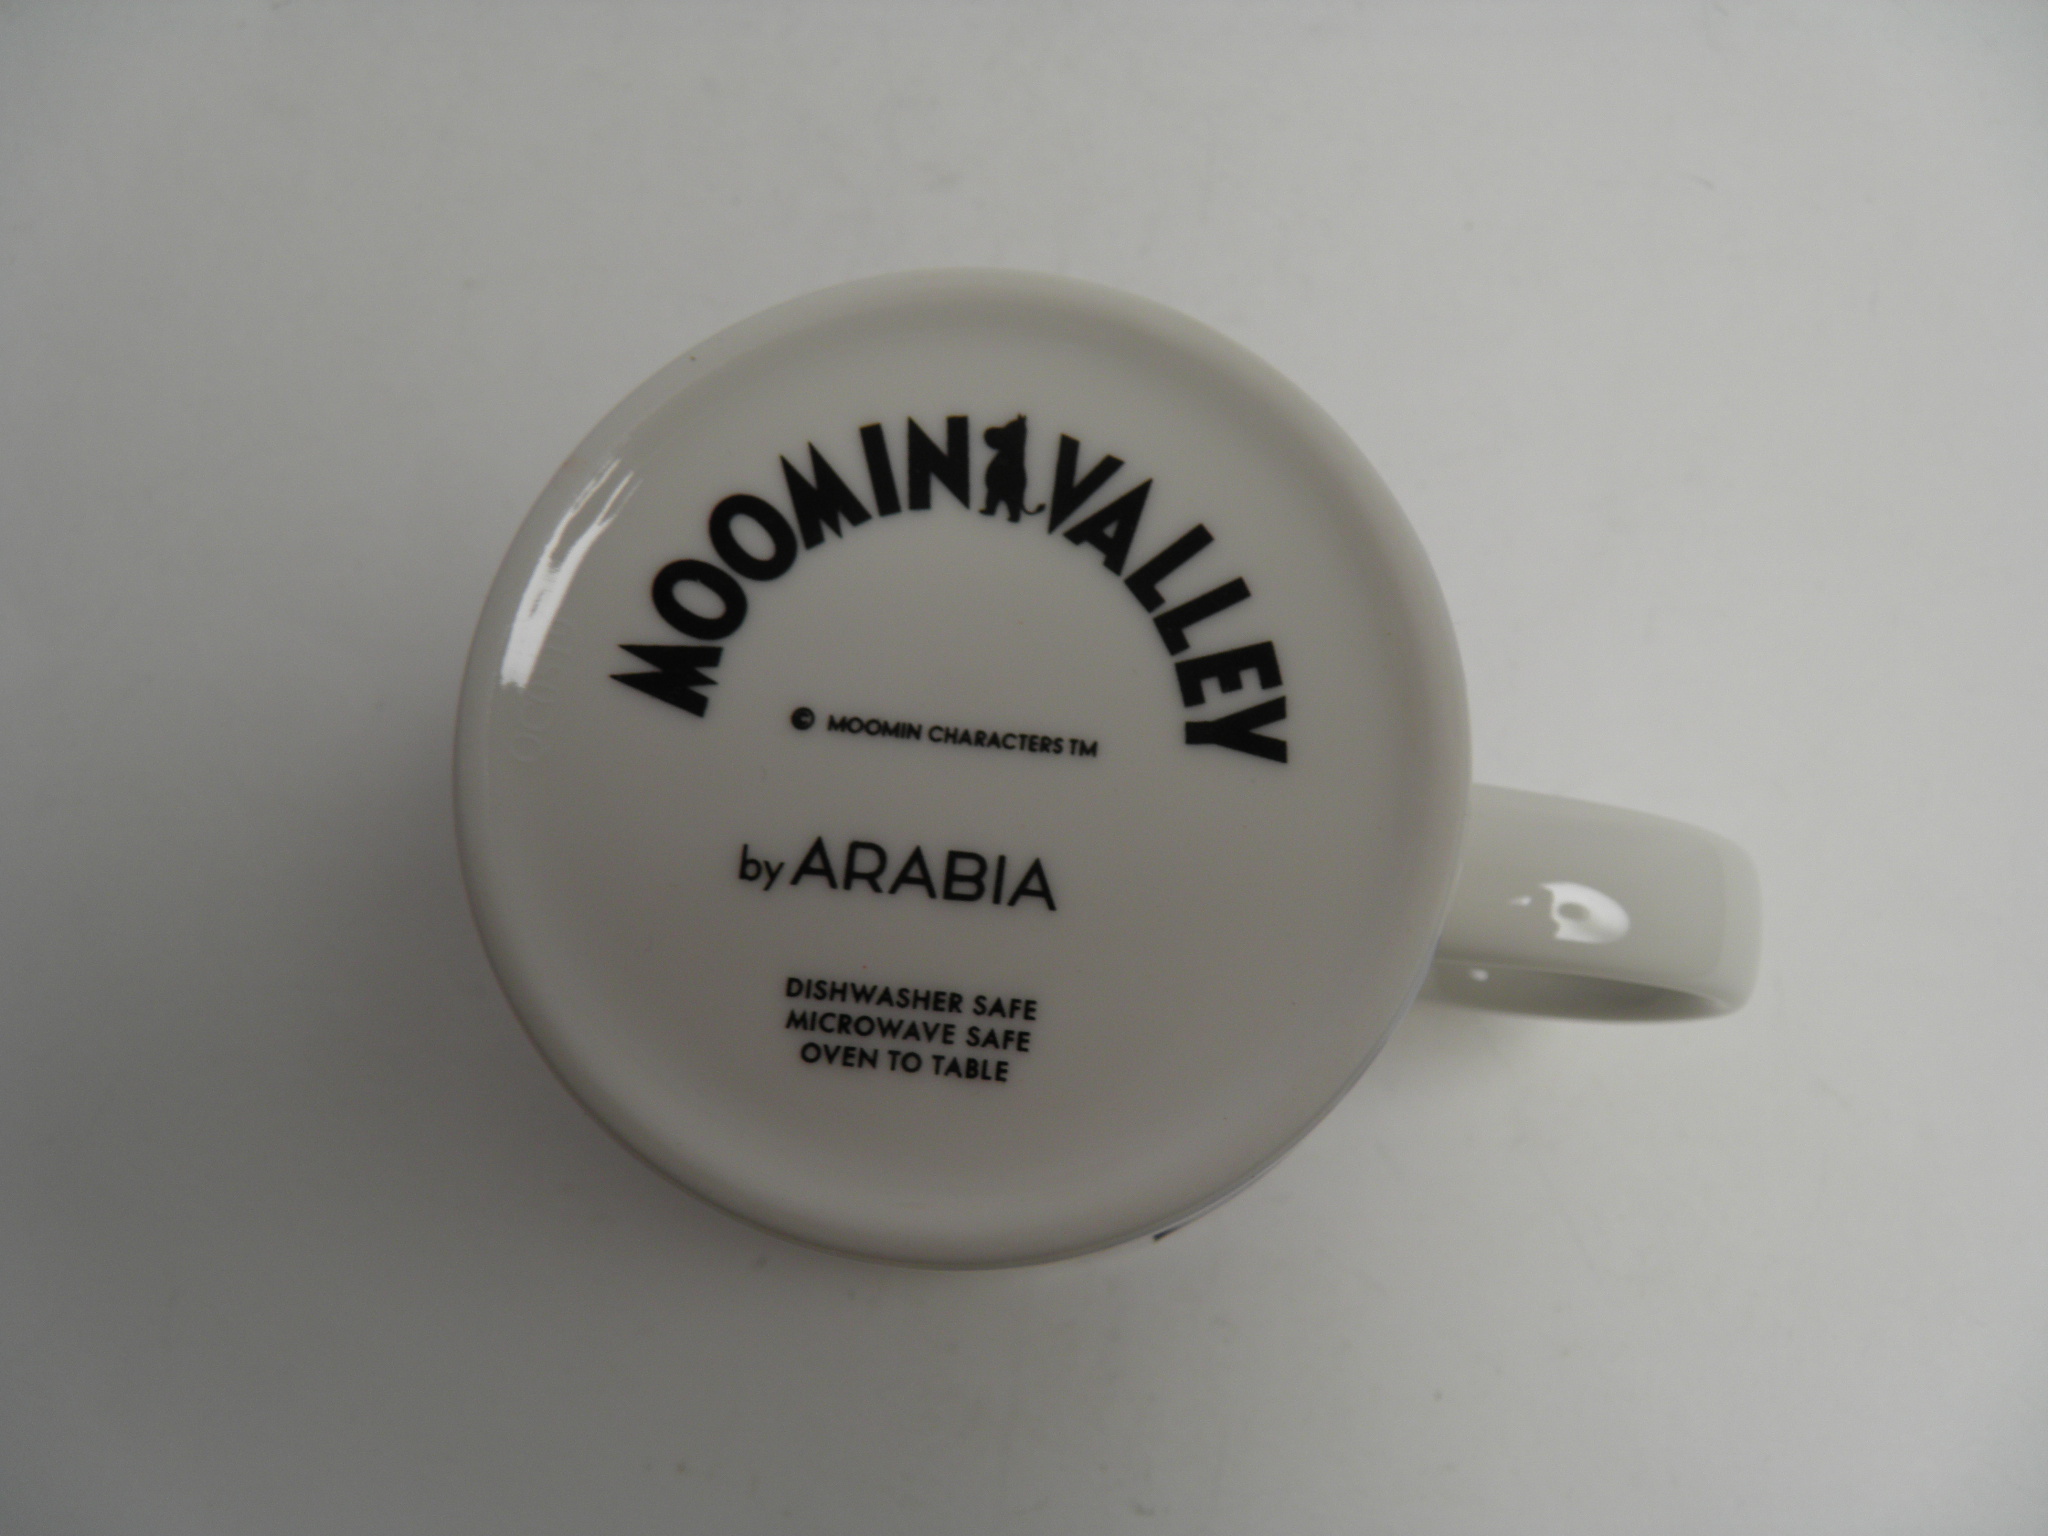 MOOMINVALLEY
© MOOMIN CHARACTERS TM
by ARABIA
DISHWASHER SAFE
MICROWAVE SAFE
OVEN TO TABLE